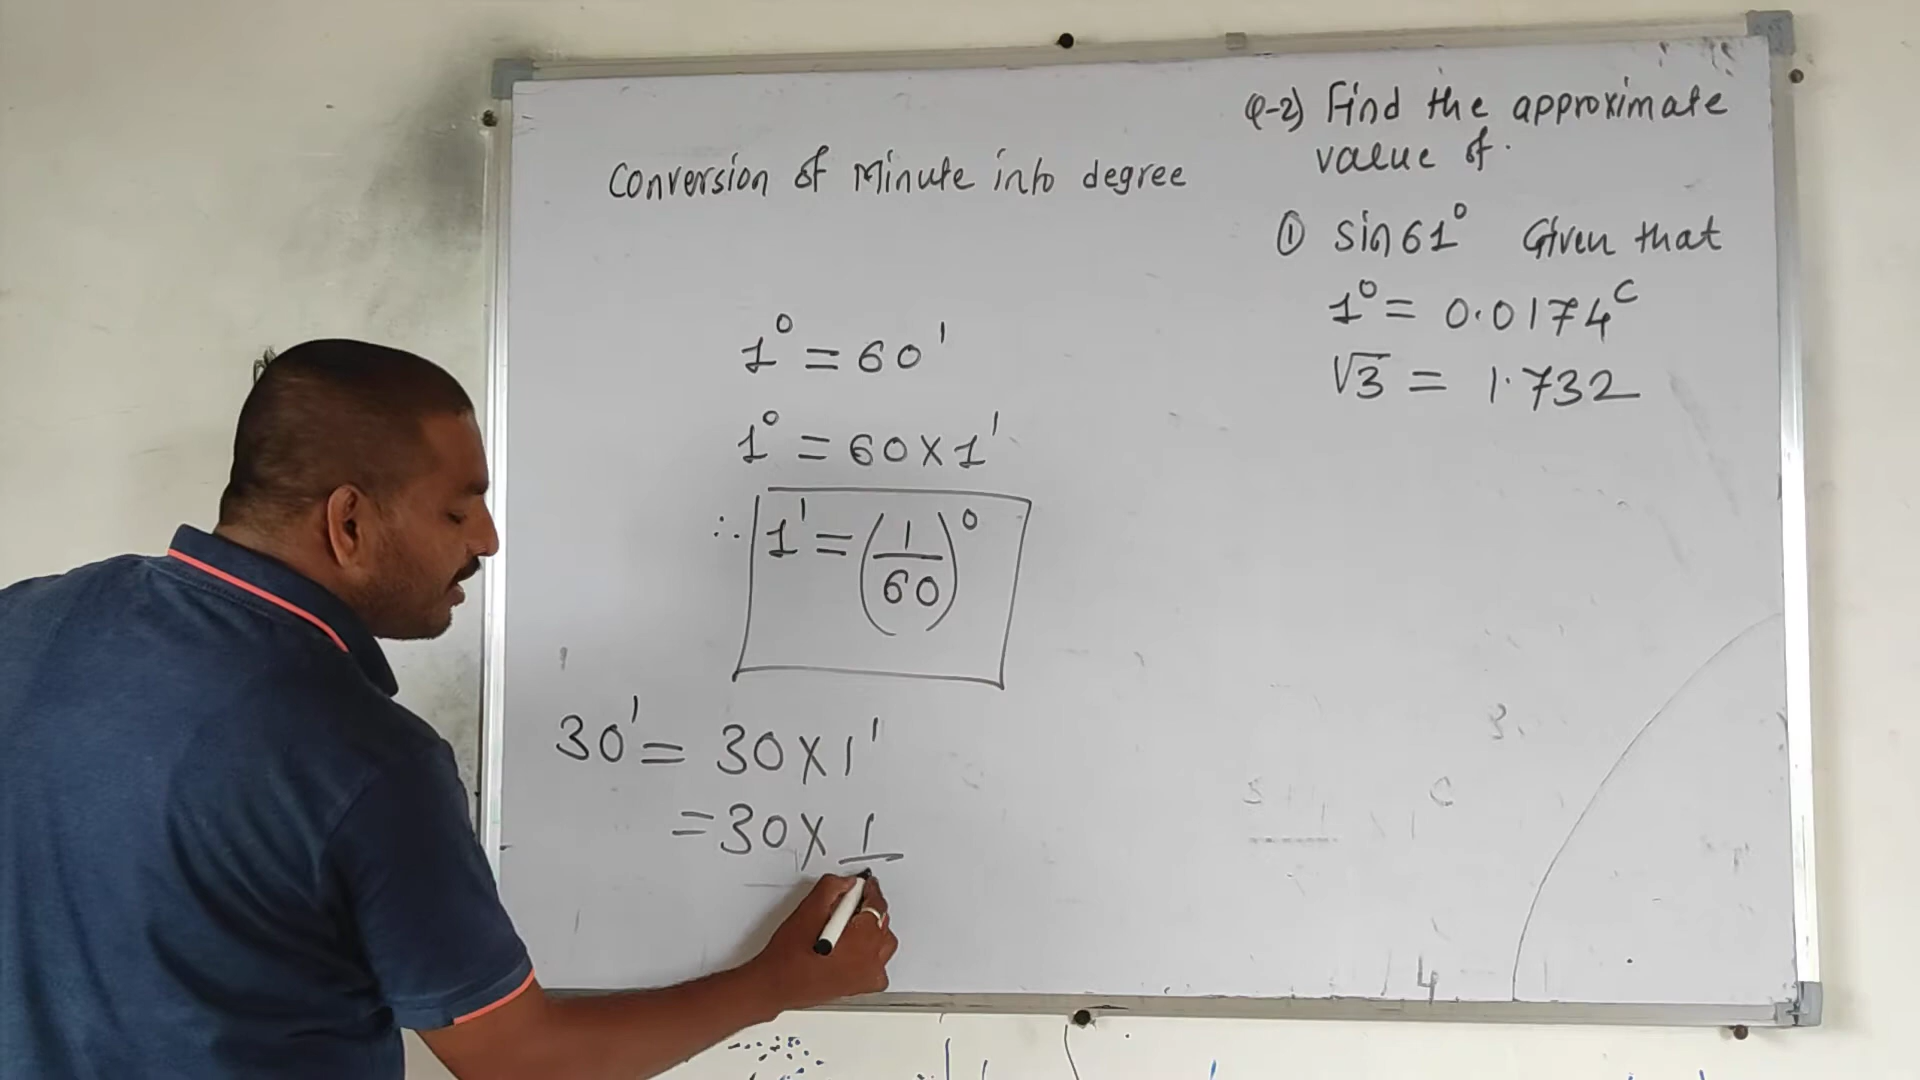 Conversion of Minute into degree
1° = 60'
1° = 60 × 1'
∴ 1' = (1/60)°
30' = 30 × 1'
= 30 × 1/
Q-2) Find the approximate
value of.
① sin 61° Given that
1° = 0.0174ᶜ
√3 = 1.732